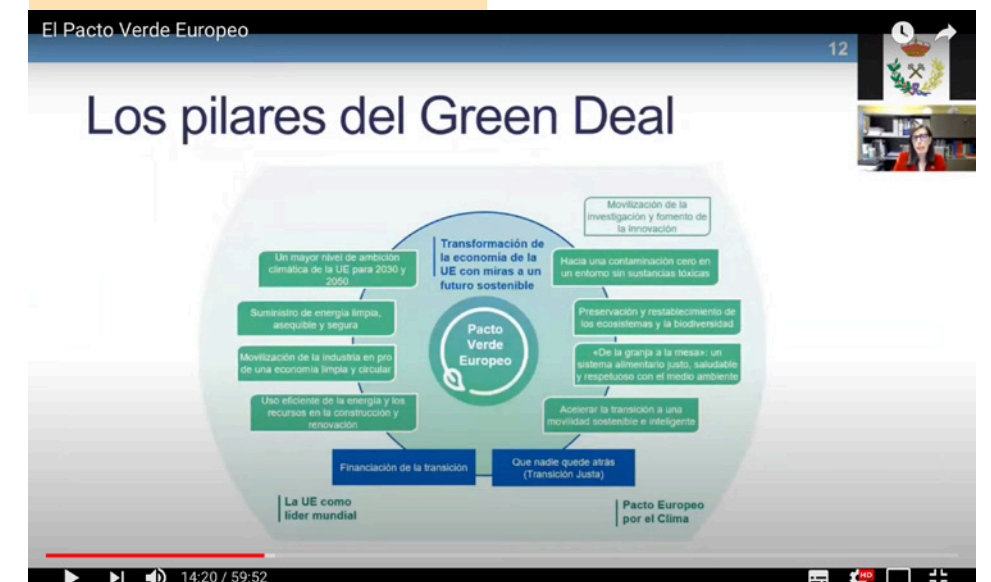 El Pacto Verde Europeo
12
Los pilares del Green Deal
Movilización de la
investigación y fomento de
la innovación
Transformación de
la economía de la
UE con miras a un
futuro sostenible
Un mayor nivel de ambición
climática de la UE para 2030 y
2050
Hacia una contaminación cero en
un entorno sin sustancias tóxicas
Suministro de energía limpia,
asequible y segura
Preservación y restablecimiento de
los ecosistemas y la biodiversidad
Pacto
Verde
Europeo
Movilización de la industria en pro
de una economía limpia y circular
«De la granja a la mesa»: un
sistema alimentario justo, saludable
y respetuoso con el medio ambiente
Uso eficiente de la energía y los
recursos en la construcción y
renovación
Acelerar la transición a una
movilidad sostenible e inteligente
Financiación de la transición
Que nadie quede atrás
(Transición Justa)
La UE como
líder mundial
Pacto Europeo
por el Clima
14:20 / 59:52
HD